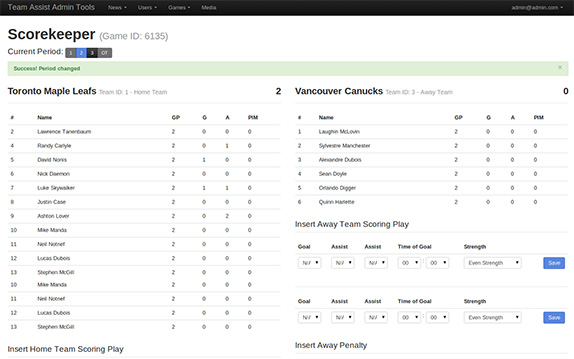 Team Assist Admin Tools News Users Games Media admin@admin.com
Scorekeeper (Game ID: 6135)
Current Period: 1 2 3 OT
Success! Period changed ×
Toronto Maple Leafs Team ID: 1 - Home Team 2
# Name GP G A PIM
2 Lawrence Tanenbaum 2 0 0 0
4 Randy Carlyle 2 0 1 0
5 David Nonis 2 1 0 0
6 Nick Daemon 2 0 0 0
7 Luke Skywalker 2 1 1 0
8 Justin Case 2 0 0 0
9 Ashton Lover 2 0 2 0
10 Mike Manda 2 0 0 0
11 Neil Notnef 2 0 0 0
12 Lucas Dubois 2 0 0 0
13 Stephen McGill 2 0 0 0
10 Mike Manda 2 0 0 0
11 Neil Notnef 2 0 0 0
12 Lucas Dubois 2 0 0 0
13 Stephen McGill 2 0 0 0
Insert Home Team Scoring Play
Vancouver Canucks Team ID: 3 - Away Team 0
# Name GP G A PIM
1 Laughin McLovin 2 0 0 0
2 Sylvestre Manchester 2 0 0 0
3 Alexandre Dubois 2 0 0 0
4 Sean Doyle 2 0 0 0
5 Orlando Digger 2 0 0 0
6 Quinn Harlette 2 0 0 0
Insert Away Team Scoring Play
Goal Assist Assist Time of Goal Strength
N/A N/A N/A 00 : 00 Even Strength Save
Goal Assist Assist Time of Goal Strength
N/A N/A N/A 00 : 00 Even Strength Save
Insert Away Penalty